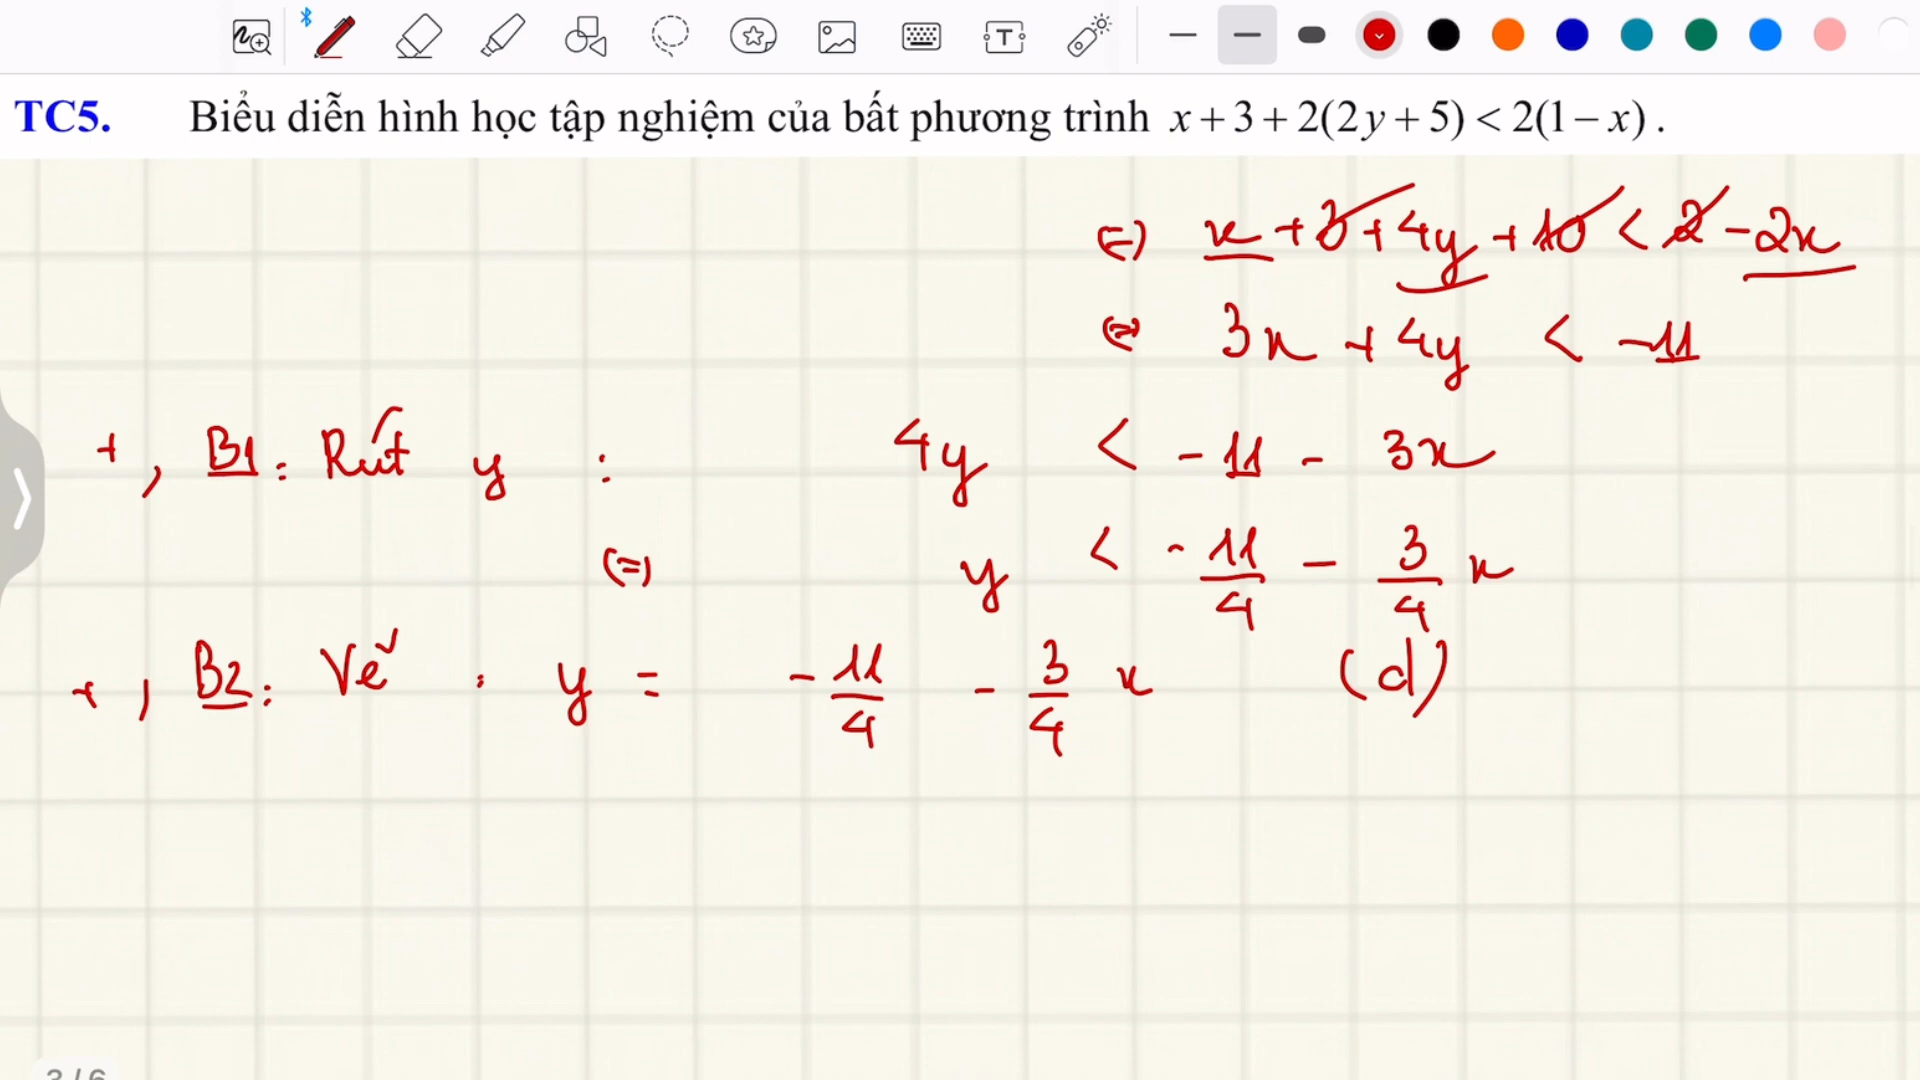 TC5. Biểu diễn hình học tập nghiệm của bất phương trình x + 3 + 2(2y + 5) < 2(1 − x) .
(=) x + 3 + 4y + 10 < 2 - 2x
(=) 3x + 4y < -11
+, B1: Rút y : 4y < - 11 - 3x
(=) y < - 11/4 - 3/4 x
+, B2: Vẽ : y = - 11/4 - 3/4 x (d)
3 / 6